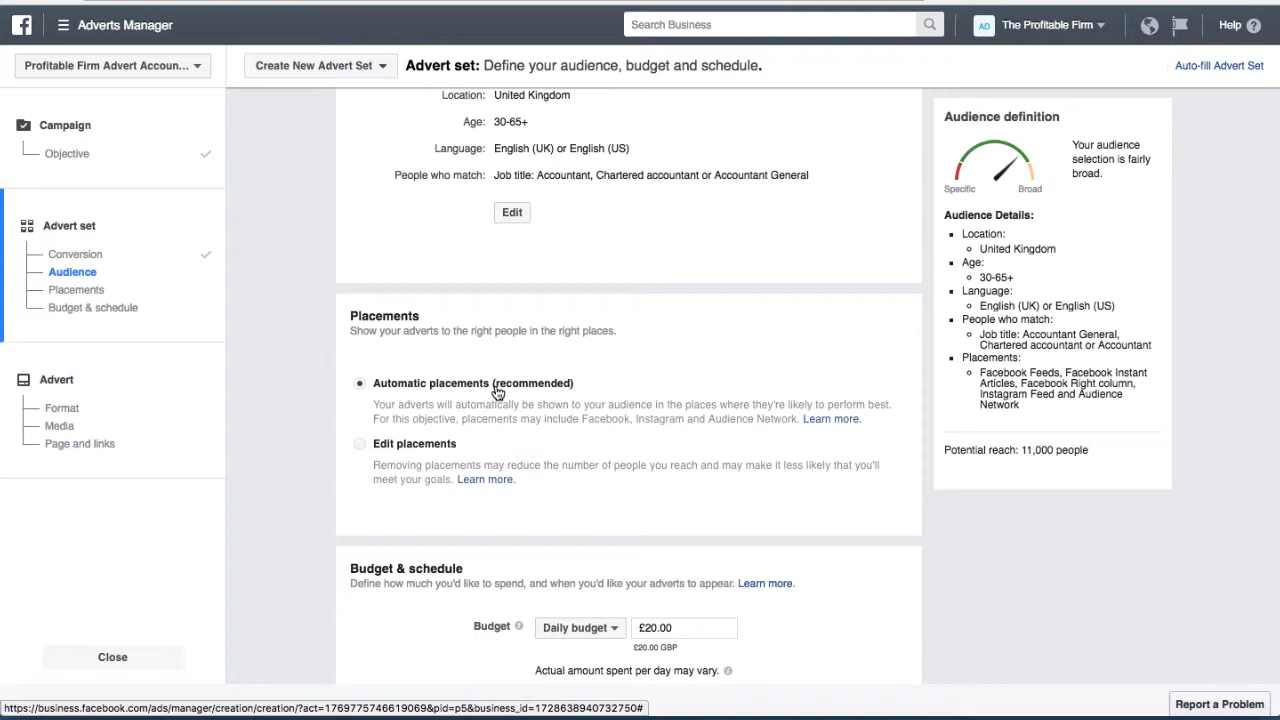 Adverts Manager
Search Business
AD
The Profitable Firm
Help
Profitable Firm Advert Accoun...
Create New Advert Set
Advert set: Define your audience, budget and schedule.
Auto-fill Advert Set
Campaign
Objective
Advert set
Conversion
Audience
Placements
Budget & schedule
Advert
Format
Media
Page and links
Close
Location: United Kingdom
Age: 30-65+
Language: English (UK) or English (US)
People who match: Job title: Accountant, Chartered accountant or Accountant General
Edit
Placements
Show your adverts to the right people in the right places.
Automatic placements (recommended)
Your adverts will automatically be shown to your audience in the places where they're likely to perform best.
For this objective, placements may include Facebook, Instagram and Audience Network. Learn more.
Edit placements
Removing placements may reduce the number of people you reach and may make it less likely that you'll
meet your goals. Learn more.
Budget & schedule
Define how much you'd like to spend, and when you'd like your adverts to appear. Learn more.
Budget
Daily budget
£20.00
£20.00 GBP
Actual amount spent per day may vary.
Audience definition
Your audience
selection is fairly
broad.
Specific
Broad
Audience Details:
Location:
United Kingdom
Age:
30-65+
Language:
English (UK) or English (US)
People who match:
Job title: Accountant General,
Chartered accountant or Accountant
Placements:
Facebook Feeds, Facebook Instant
Articles, Facebook Right column,
Instagram Feed and Audience
Network
Potential reach: 11,000 people
https://business.facebook.com/ads/manager/creation/creation/?act=1769775746619069&pid=p5&business_id=1728638940732750#
Report a Problem